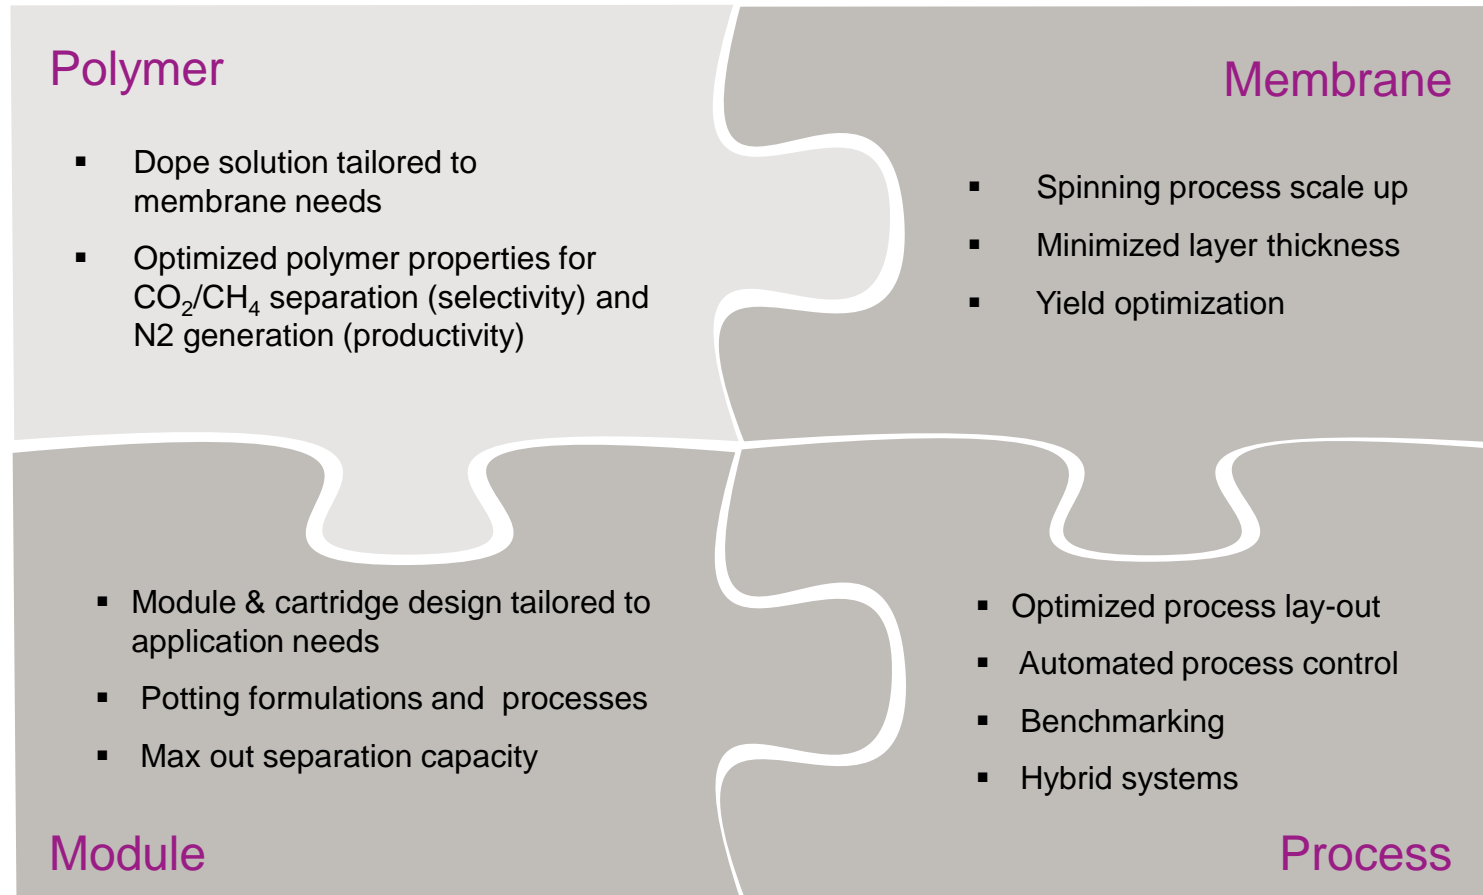 Polymer
▪ Dope solution tailored to
membrane needs
▪ Optimized polymer properties for
CO₂/CH₄ separation (selectivity) and
N2 generation (productivity)
Membrane
▪ Spinning process scale up
▪ Minimized layer thickness
▪ Yield optimization
▪ Module & cartridge design tailored to
application needs
▪ Potting formulations and  processes
▪ Max out separation capacity
Module
▪ Optimized process lay-out
▪ Automated process control
▪ Benchmarking
▪ Hybrid systems
Process